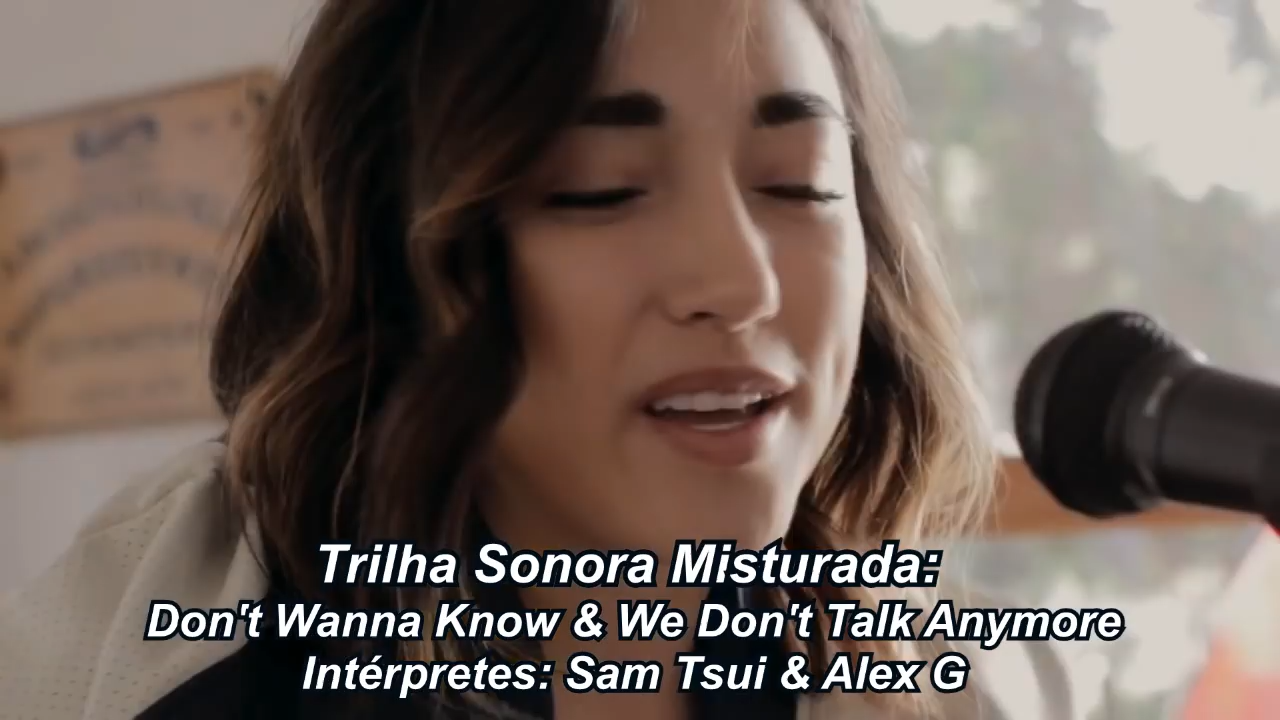 Trilha Sonora Misturada:
Don't Wanna Know & We Don't Talk Anymore
Intérpretes: Sam Tsui & Alex G